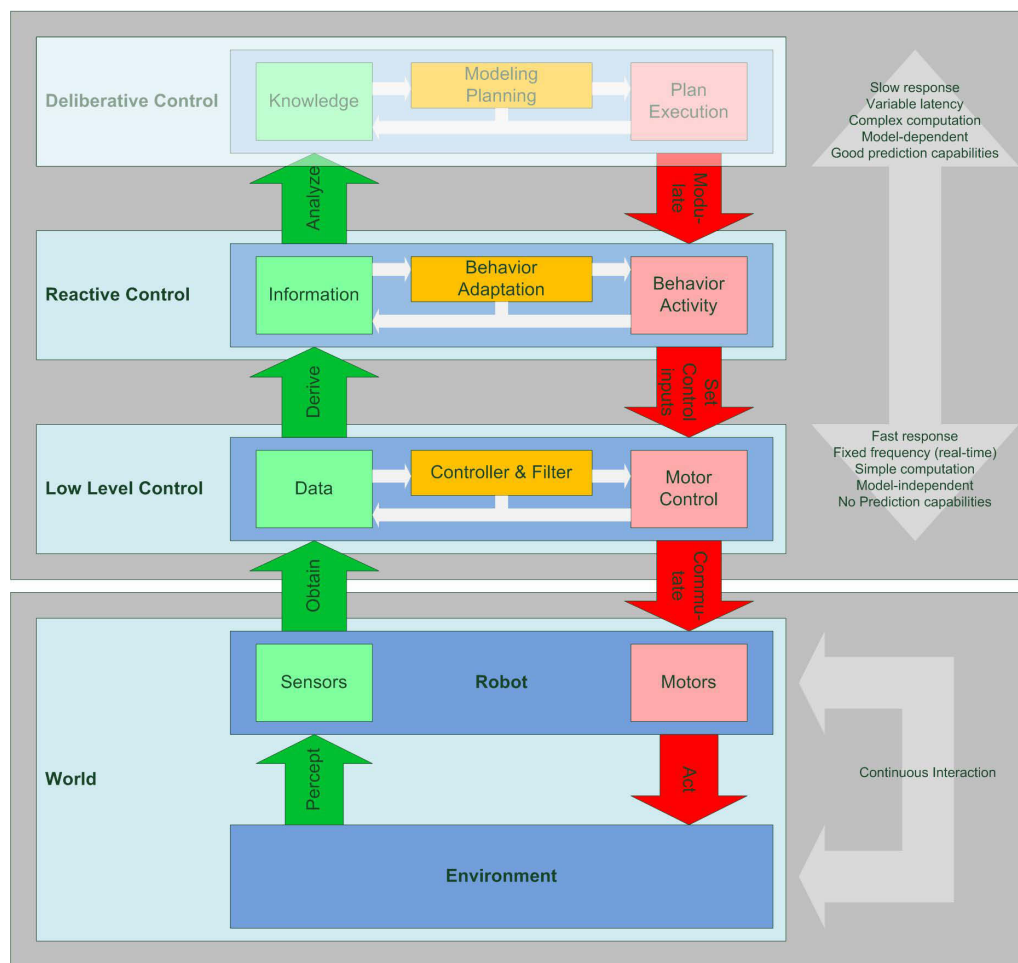 Deliberative Control
Knowledge
Modeling
Planning
Plan
Execution
Slow response
Variable latency
Complex computation
Model-dependent
Good prediction capabilities
Analyze
Modu-
late
Reactive Control
Information
Behavior
Adaptation
Behavior
Activity
Derive
Set
Control
inputs
Fast response
Fixed frequency (real-time)
Simple computation
Model-independent
No Prediction capabilities
Low Level Control
Data
Controller & Filter
Motor
Control
Obtain
Commu-
tate
World
Sensors
Robot
Motors
Percept
Act
Continuous Interaction
Environment